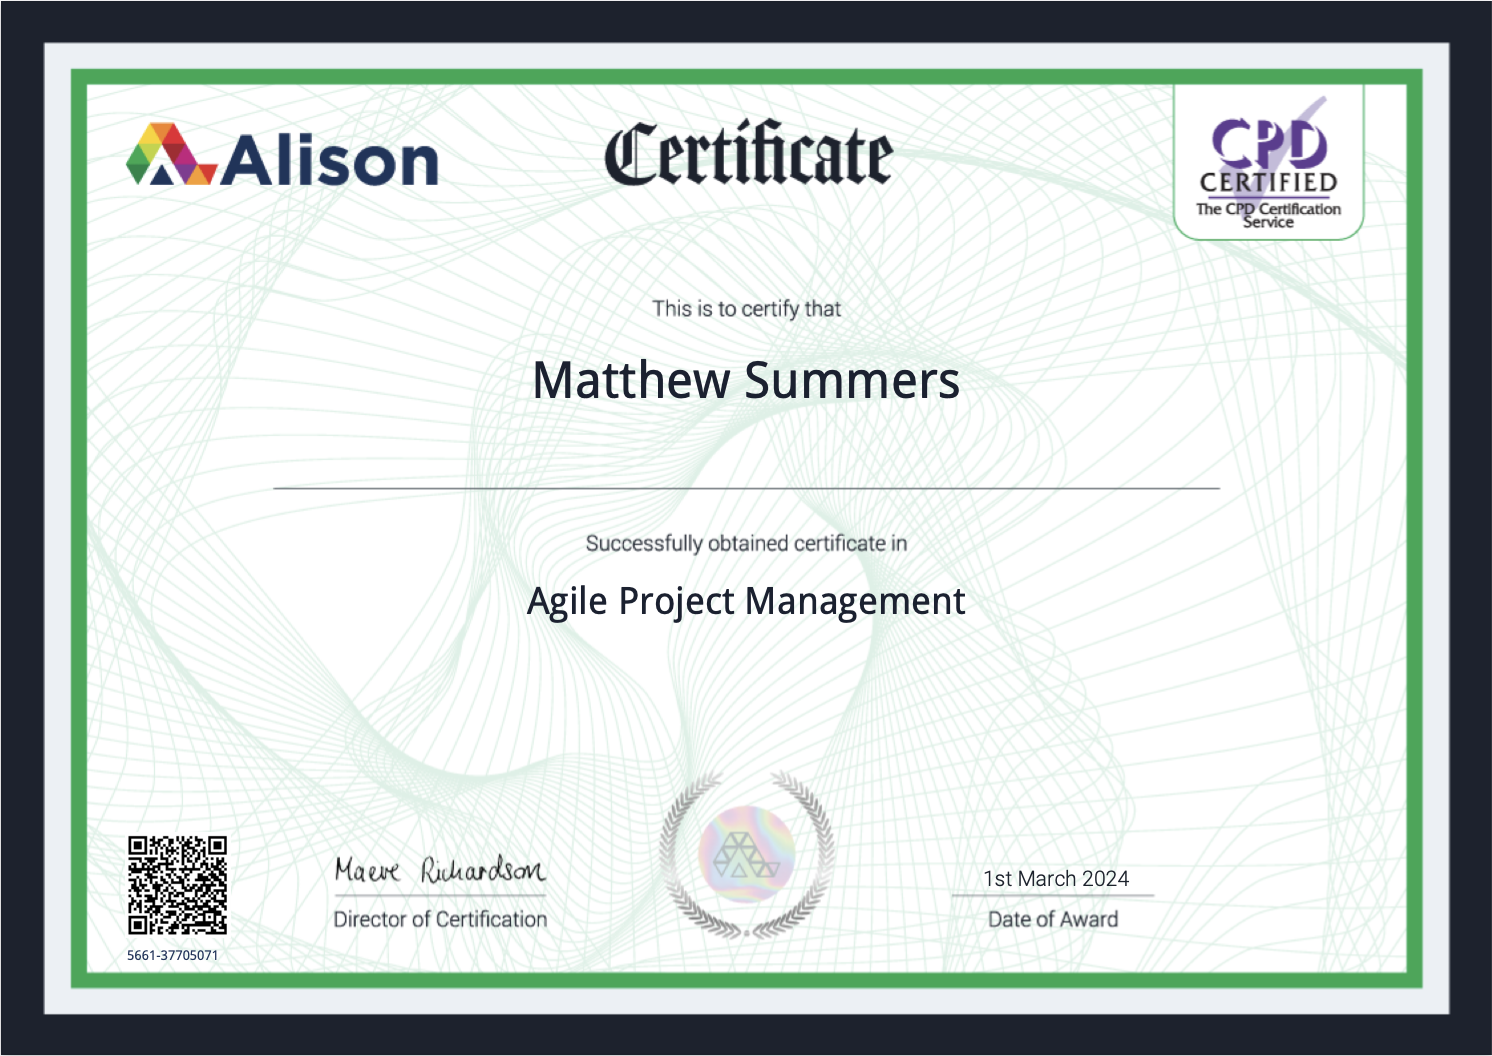 Alison
Certificate
CPD
CERTIFIED
The CPD Certification
Service
This is to certify that
Matthew Summers
Successfully obtained certificate in
Agile Project Management
Maeve Richardson
Director of Certification
1st March 2024
Date of Award
5661-37705071